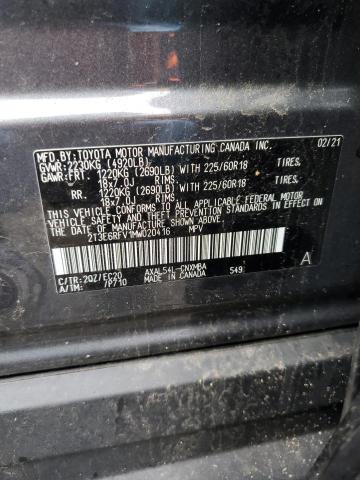 MFD.BY:TOYOTA MOTOR MANUFACTURING CANADA INC. 02/21
GVWR:2230KG (4920LB)
GAWR:FRT 1220KG (2690LB) WITH 225/60R18 TIRES.
18x7.0J RIMS.
RR. 1220KG (2690LB) WITH 225/60R18 TIRES.
18x7.0J RIMS.
THIS VEHICLE CONFORMS TO ALL APPLICABLE FEDERAL MOTOR
VEHICLE SAFETY AND THEFT PREVENTION STANDARDS
IN EFFECT ON THE DATE OF MANUFACTURE SHOWN ABOVE.
2T3E6RFV1MW020416 MPV
A
C/TR:2QZ/FC20 AXAL54L-CNXMBA 549
A/TM: /P710 MADE IN CANADA